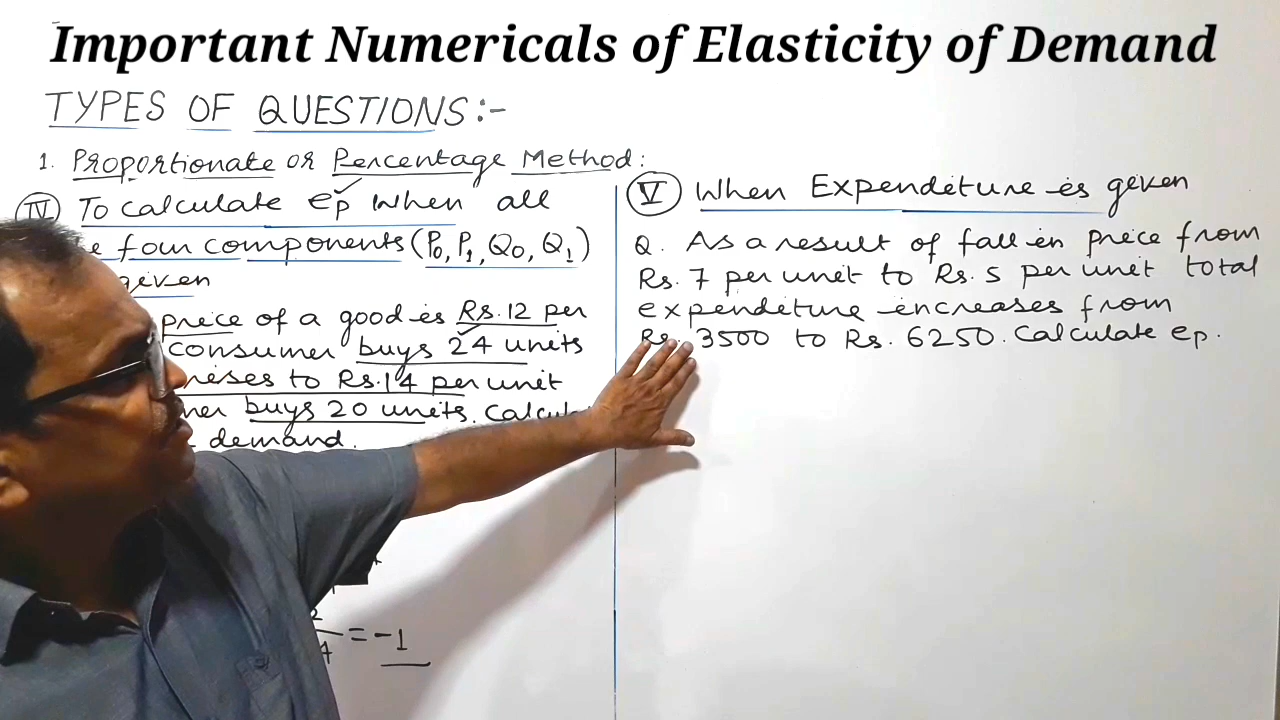 Important Numericals of Elasticity of Demand
TYPES OF QUESTIONS:-
1. Proportionate or Percentage Method:
IV To calculate ep when all
four components (P0, P1, Q0, Q1)
given
price of a good is Rs.12 per
consumer buys 24 units
rises to Rs.14 per unit
buys 20 units.
demand.
= -1
V When Expenditure is given
Q. As a result of fall in price from
Rs. 7 per unit to Rs. 5 per unit total
expenditure increases from
Rs. 3500 to Rs. 6250. Calculate ep.